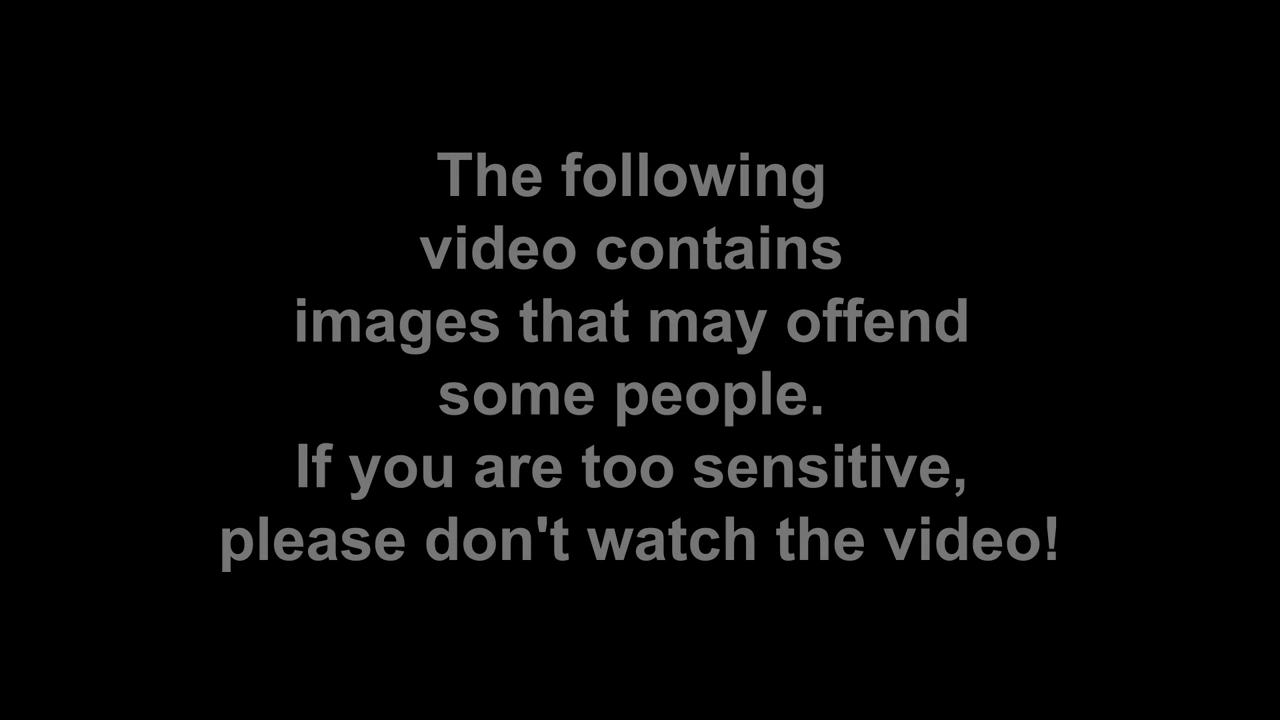 The following
video contains
images that may offend
some people.
If you are too sensitive,
please don't watch the video!